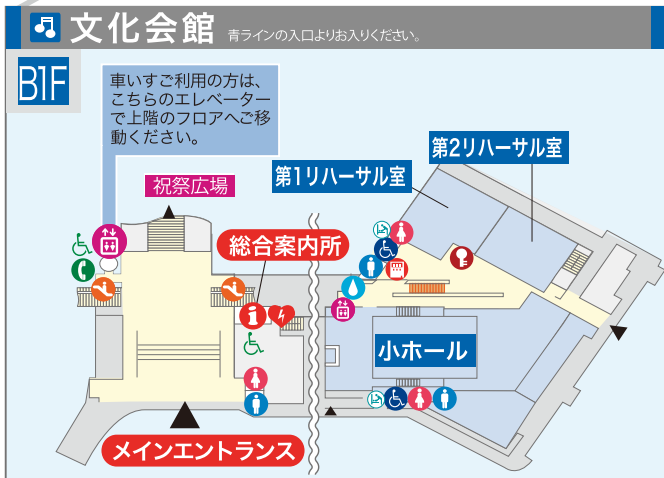 文化会館 青ラインの入口よりお入りください。
B1F
車いすご利用の方は、
こちらのエレベーター
で上階のフロアへご移
動ください。
第2リハーサル室
第1リハーサル室
祝祭広場
総合案内所
小ホール
メインエントランス